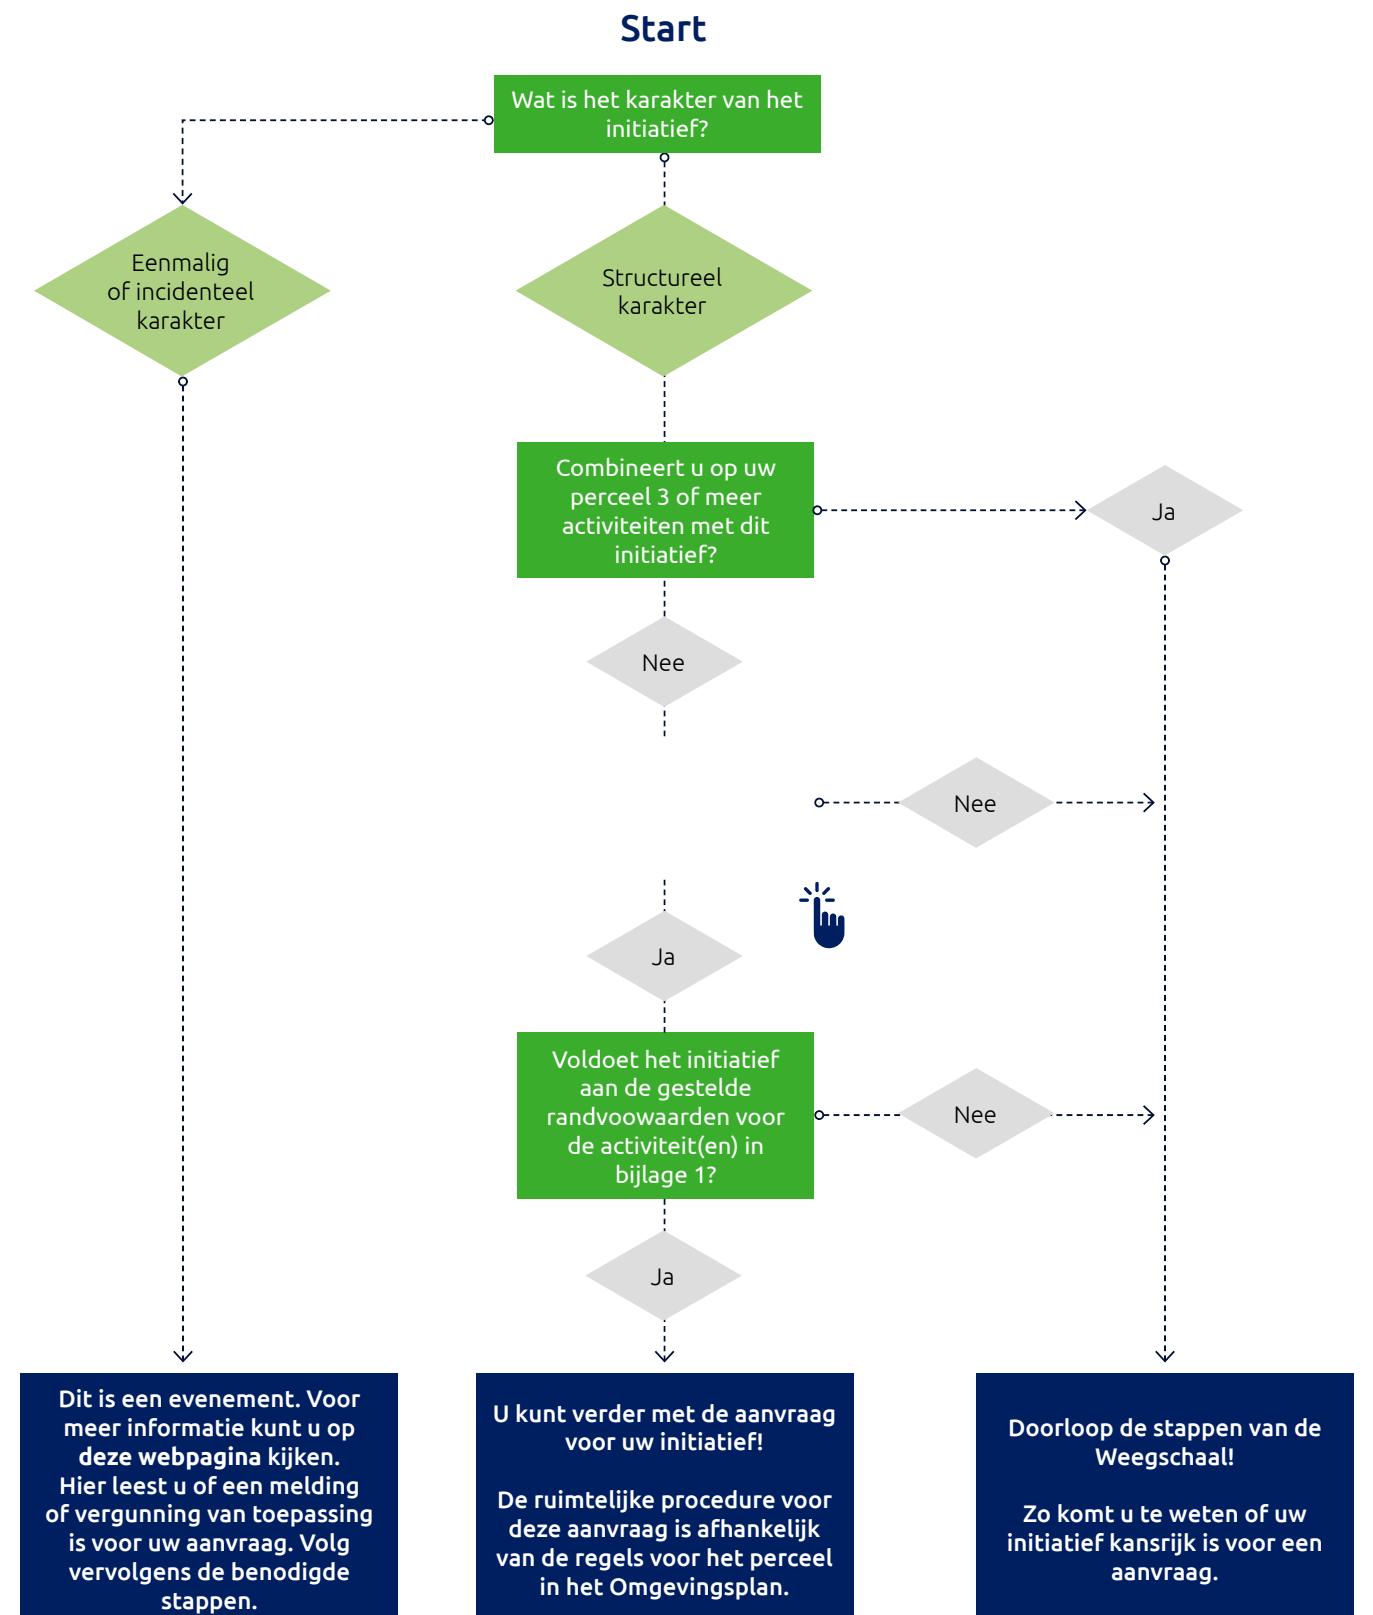 Start
Wat is het karakter van het
initiatief?
Eenmalig
of incidenteel
karakter
Structureel
karakter
Combineert u op uw
perceel 3 of meer
activiteiten met dit
initiatief?
Ja
Nee
Nee
Ja
Voldoet het initiatief
aan de gestelde
randvoowaarden voor
de activiteit(en) in
bijlage 1?
Nee
Ja
Dit is een evenement. Voor
meer informatie kunt u op
deze webpagina kijken.
Hier leest u of een melding
of vergunning van toepassing
is voor uw aanvraag. Volg
vervolgens de benodigde
stappen.
U kunt verder met de aanvraag
voor uw initiatief!
De ruimtelijke procedure voor
deze aanvraag is afhankelijk
van de regels voor het perceel
in het Omgevingsplan.
Doorloop de stappen van de
Weegschaal!
Zo komt u te weten of uw
initiatief kansrijk is voor een
aanvraag.